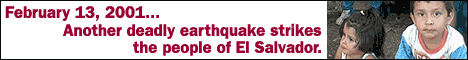 February 13, 2001...
Another deadly earthquake strikes
the people of El Salvador.